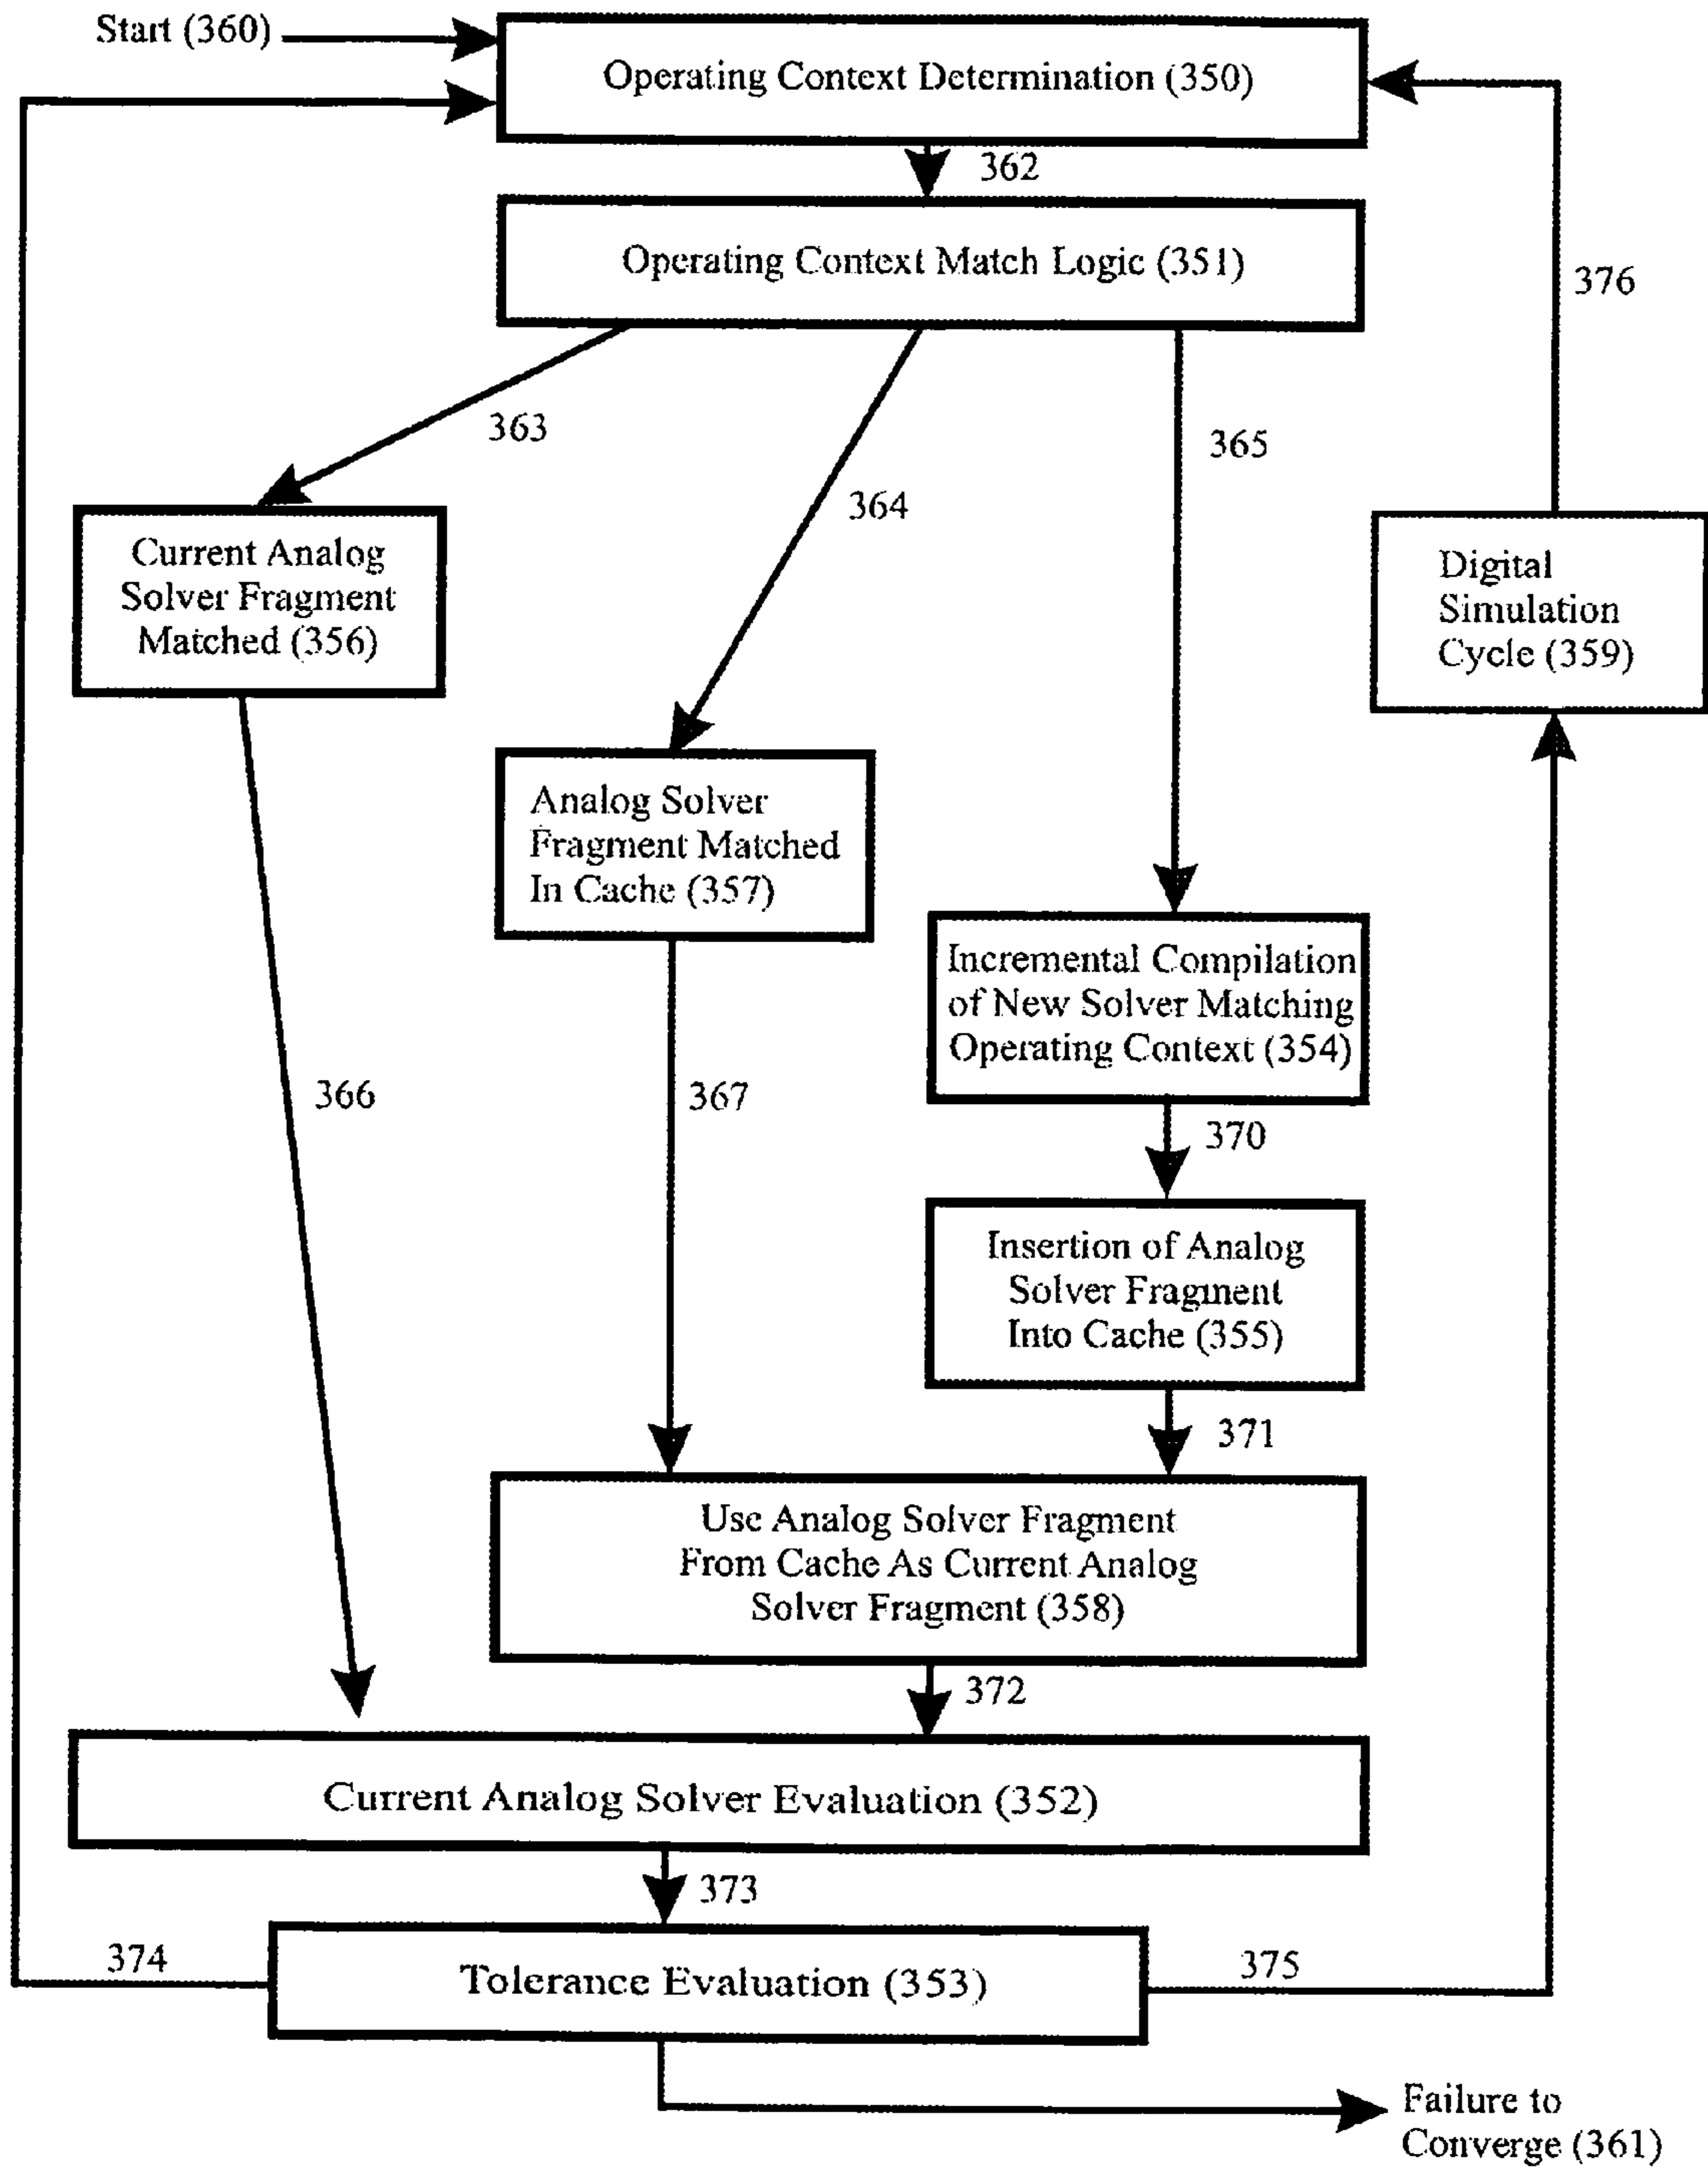 Start (360)
Operating Context Determination (350)
362
Operating Context Match Logic (351)
376
363
365
364
Current Analog
Solver Fragment
Matched (356)
Digital
Simulation
Cycle (359)
Analog Solver
Fragment Matched
In Cache (357)
Incremental Compilation
of New Solver Matching
Operating Context (354)
366
367
370
Insertion of Analog
Solver Fragment
Into Cache (355)
371
Use Analog Solver Fragment
From Cache As Current Analog
Solver Fragment (358)
372
Current Analog Solver Evaluation (352)
373
374
Tolerance Evaluation (353)
375
Failure to
Converge (361)